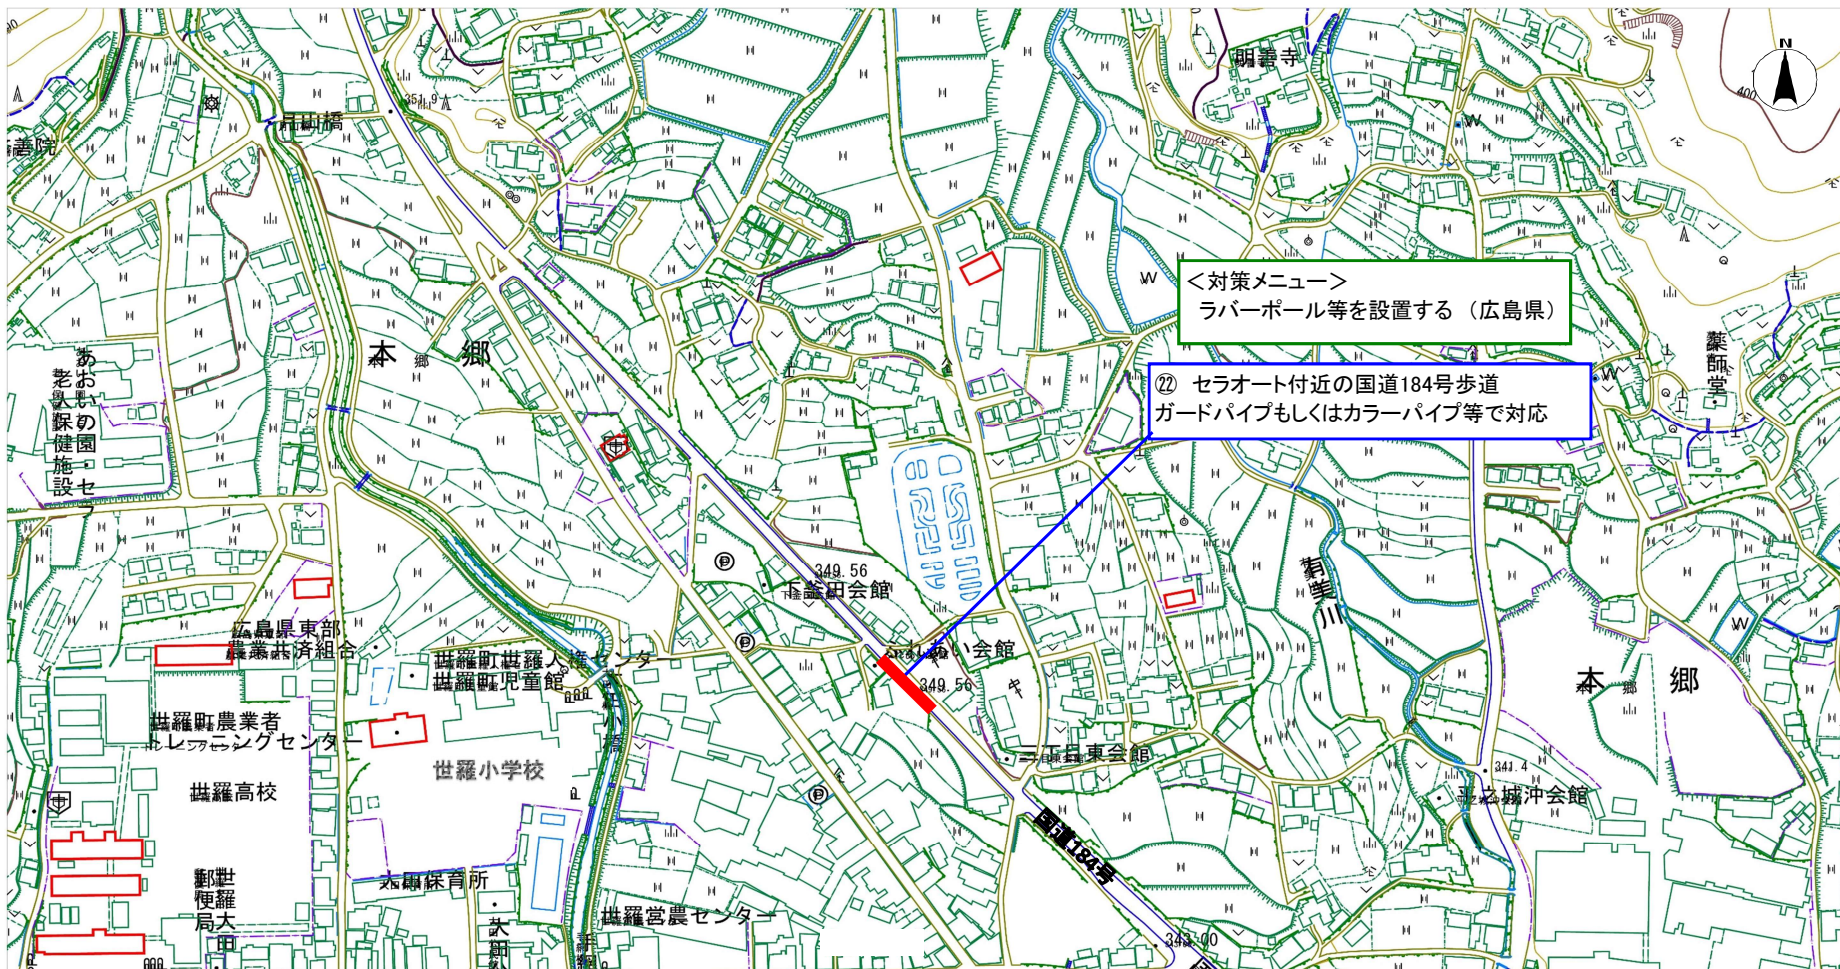 N
明善寺
400
351.9
月山橋
善院
＜対策メニュー＞
ラバーポール等を設置する （広島県）
㉒ セラオート付近の国道184号歩道
ガードパイプもしくはカラーパイプ等で対応
本 郷
薬師堂
あおいの園・セラ
老人保健施設
349.56
下釜田会館
有美川
広島県東部
農業共済組合
世羅町世羅人権センター
世羅町児童館
ふれあい会館
349.56
本 郷
世羅町農業者
トレーニングセンター
小橋
三丁目東会館
世羅小学校
341.4
平之城沖会館
世羅高校
国道184号
保育所
世羅大田
郵便局
世羅営農センター
343.00